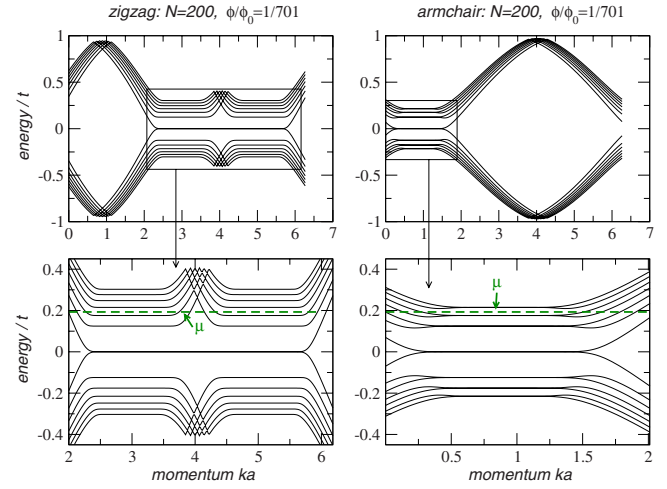 zigzag: N=200, ϕ/ϕ0=1/701
armchair: N=200, ϕ/ϕ0=1/701
energy / t
1
0.5
0
-0.5
-1
0 1 2 3 4 5 6 7
1
0.5
0
-0.5
-1
0 1 2 3 4 5 6 7
energy / t
0.4
0.2
0
-0.2
-0.4
μ
2 3 4 5 6
momentum ka
0.4
0.2
0
-0.2
-0.4
μ
0.5 1 1.5 2
momentum ka